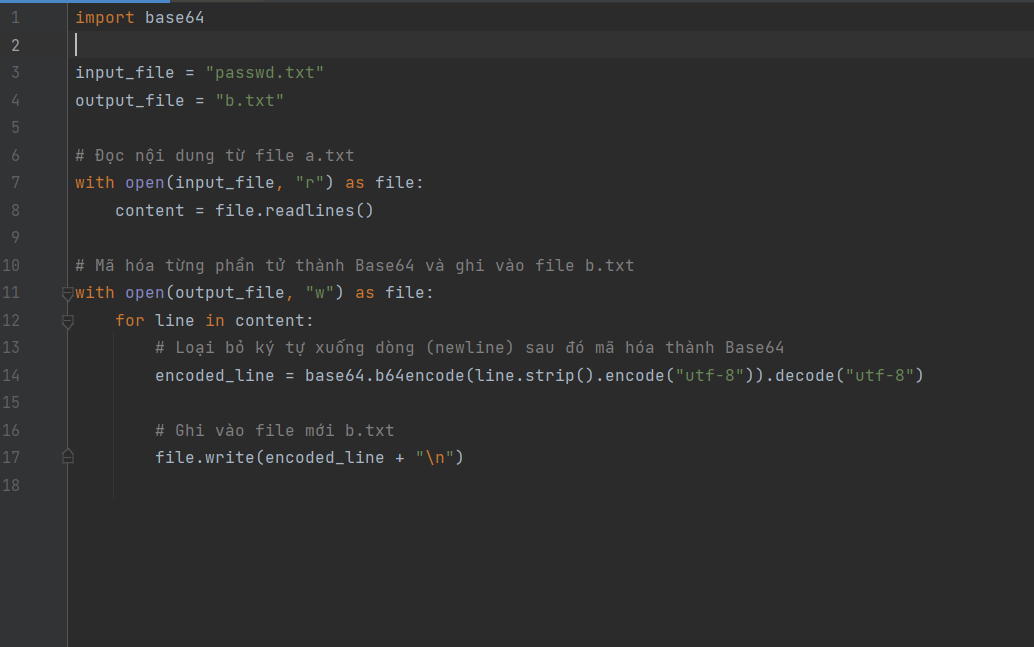 1 import base64
2
3 input_file = "passwd.txt"
4 output_file = "b.txt"
5
6 # Đọc nội dung từ file a.txt
7 with open(input_file, "r") as file:
8     content = file.readlines()
9
10 # Mã hóa từng phần tử thành Base64 và ghi vào file b.txt
11 with open(output_file, "w") as file:
12     for line in content:
13         # Loại bỏ ký tự xuống dòng (newline) sau đó mã hóa thành Base64
14         encoded_line = base64.b64encode(line.strip().encode("utf-8")).decode("utf-8")
15
16         # Ghi vào file mới b.txt
17         file.write(encoded_line + "\n")
18